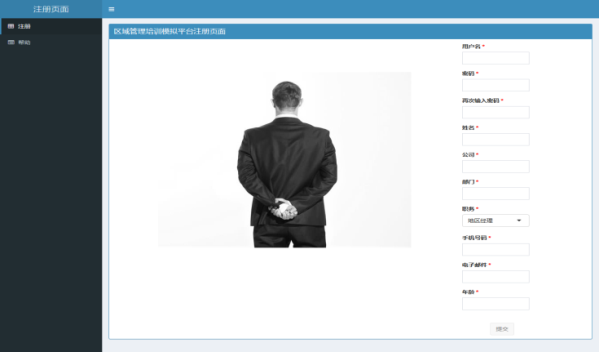 注册页面
注册
帮助
区域管理培训模拟平台注册页面
用户名 *
密码 *
再次输入密码 *
姓名 *
公司 *
部门 *
职务 *
地区经理
手机号码 *
电子邮件 *
年龄 *
提交